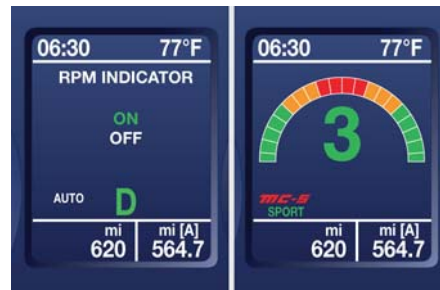 06:30 77°F
RPM INDICATOR
ON
OFF
AUTO D
mi mi [A]
620 564.7
06:30 77°F
3
MC-S
SPORT
mi mi [A]
620 564.7